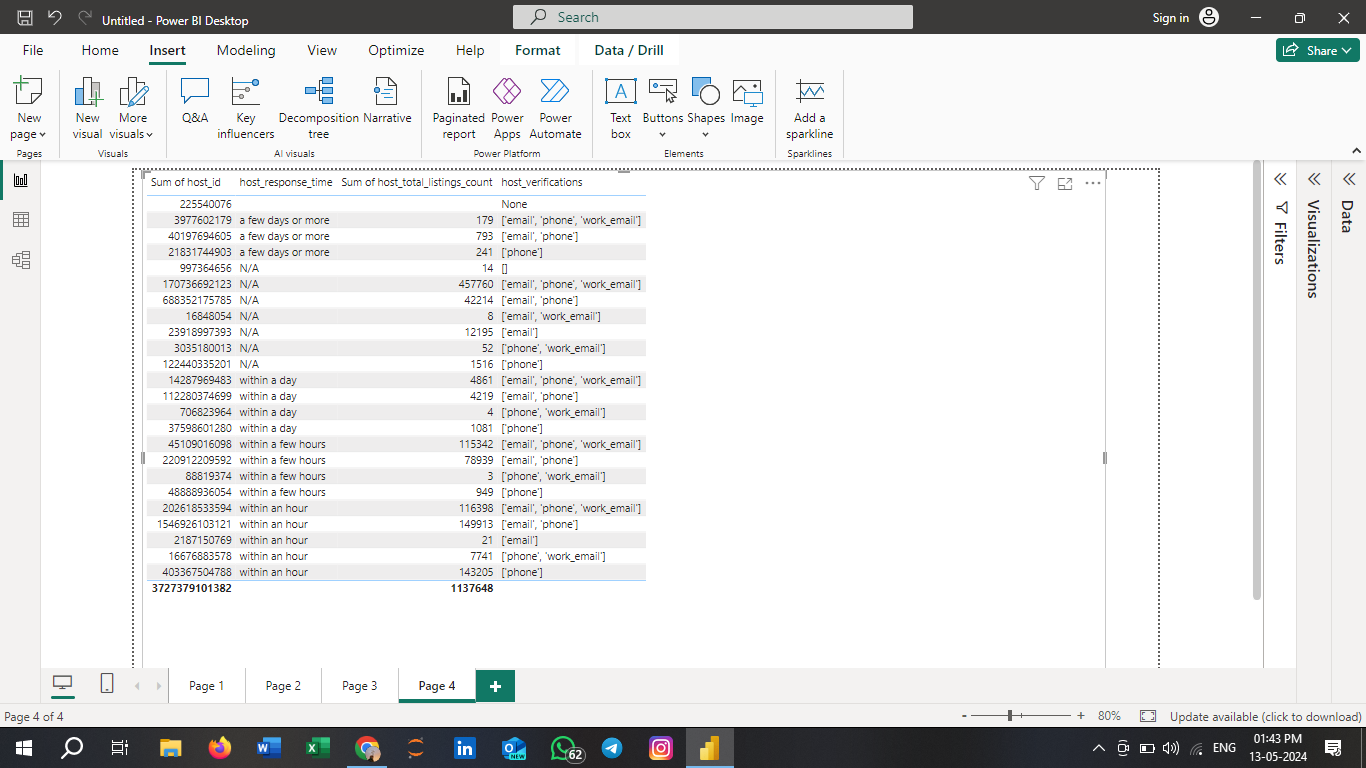 Untitled - Power BI Desktop
Search
Sign in
File Home Insert Modeling View Optimize Help Format Data / Drill
Share
New page
New visual
More visuals
Q&A
Key influencers
Decomposition tree
Narrative
Paginated report
Power Apps
Power Automate
Text box
Buttons
Shapes
Image
Add a sparkline
Pages Visuals AI visuals Power Platform Elements Sparklines
Sum of host_id host_response_time Sum of host_total_listings_count host_verifications
225540076 None
3977602179 a few days or more 179 ['email', 'phone', 'work_email']
40197694605 a few days or more 793 ['email', 'phone']
21831744903 a few days or more 241 ['phone']
997364656 N/A 14 []
170736692123 N/A 457760 ['email', 'phone', 'work_email']
688352175785 N/A 42214 ['email', 'phone']
16848054 N/A 8 ['email', 'work_email']
23918997393 N/A 12195 ['email']
3035180013 N/A 52 ['phone', 'work_email']
122440335201 N/A 1516 ['phone']
14287969483 within a day 4861 ['email', 'phone', 'work_email']
112280374699 within a day 4219 ['email', 'phone']
706823964 within a day 4 ['phone', 'work_email']
37598601280 within a day 1081 ['phone']
45109016098 within a few hours 115342 ['email', 'phone', 'work_email']
220912209592 within a few hours 78939 ['email', 'phone']
88819374 within a few hours 3 ['phone', 'work_email']
48888936054 within a few hours 949 ['phone']
202618533594 within an hour 116398 ['email', 'phone', 'work_email']
1546926103121 within an hour 149913 ['email', 'phone']
2187150769 within an hour 21 ['email']
16676883578 within an hour 7741 ['phone', 'work_email']
403367504788 within an hour 143205 ['phone']
3727379101382 1137648
Filters
Visualizations
Data
Page 1 Page 2 Page 3 Page 4
Page 4 of 4
- + 80%
Update available (click to download)
62
ENG
01:43 PM
13-05-2024